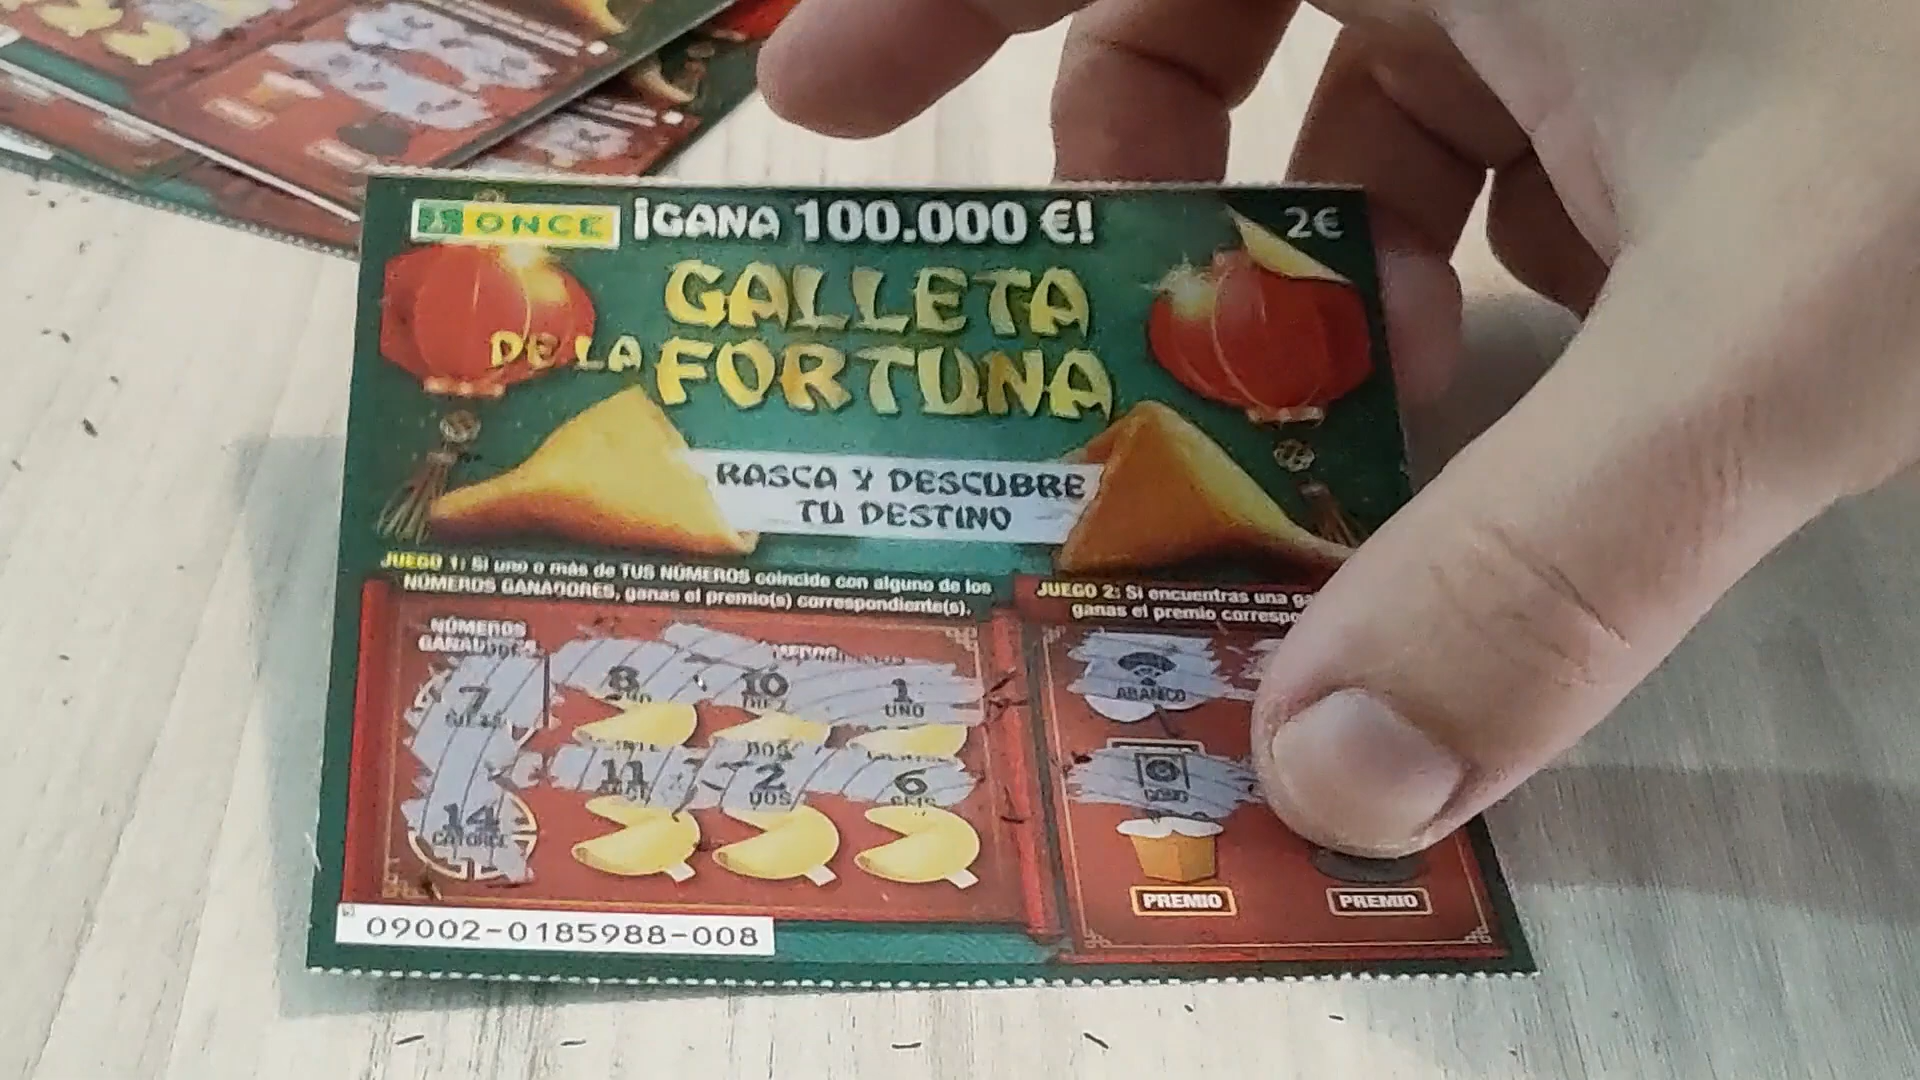 ONCE ¡GANA 100.000 €! 2€
GALLETA
DE LA FORTUNA
RASCA Y DESCUBRE
TU DESTINO
JUEGO 1: Si uno o más de TUS NÚMEROS coincide con alguno de los
NÚMEROS GANADORES, ganas el premio(s) correspondiente(s).
JUEGO 2: Si encuentras una
ganas el premio
NÚMEROS
GANADORES
7
8 10 1
UNO
ABANICO
11 2 6
DOS SEIS
GONG
14
CATORCE
PREMIO PREMIO
09002-0185988-008